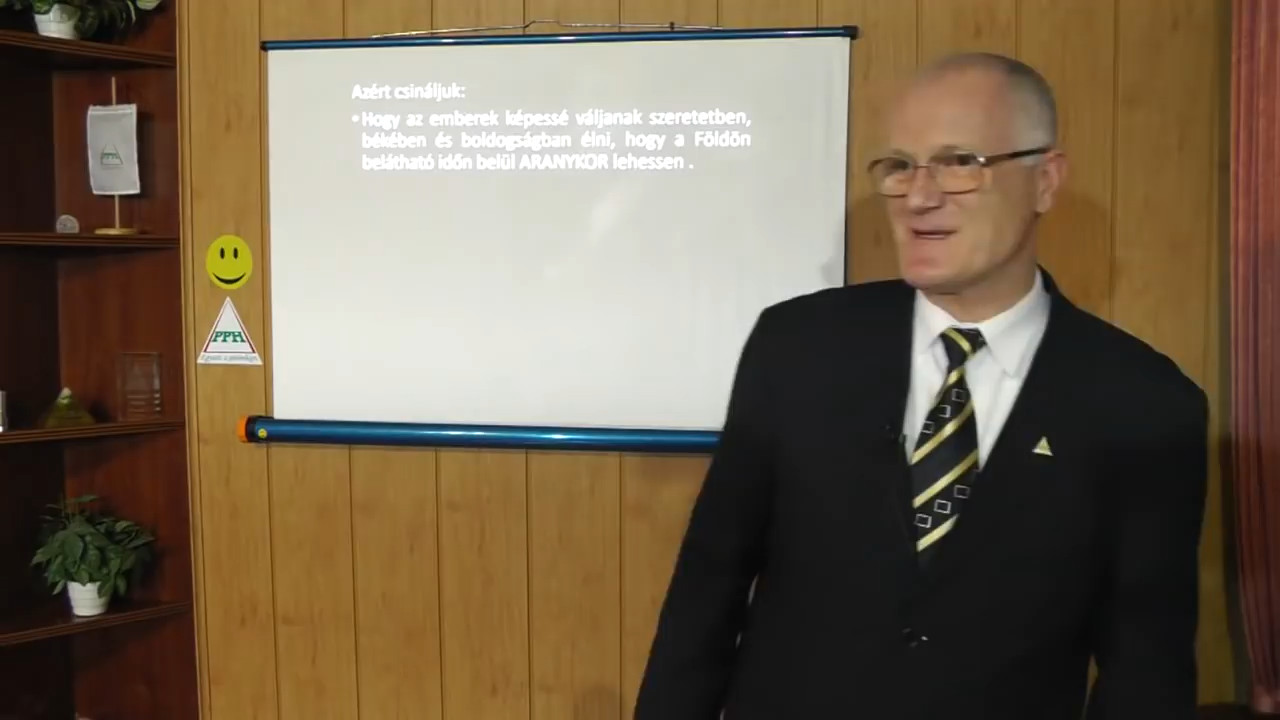 Azért csináljuk:
• Hogy az emberek képessé váljanak szeretetben,
békében és boldogságban élni, hogy a Földön
belátható időn belül ARANYKOR lehessen .
PPH